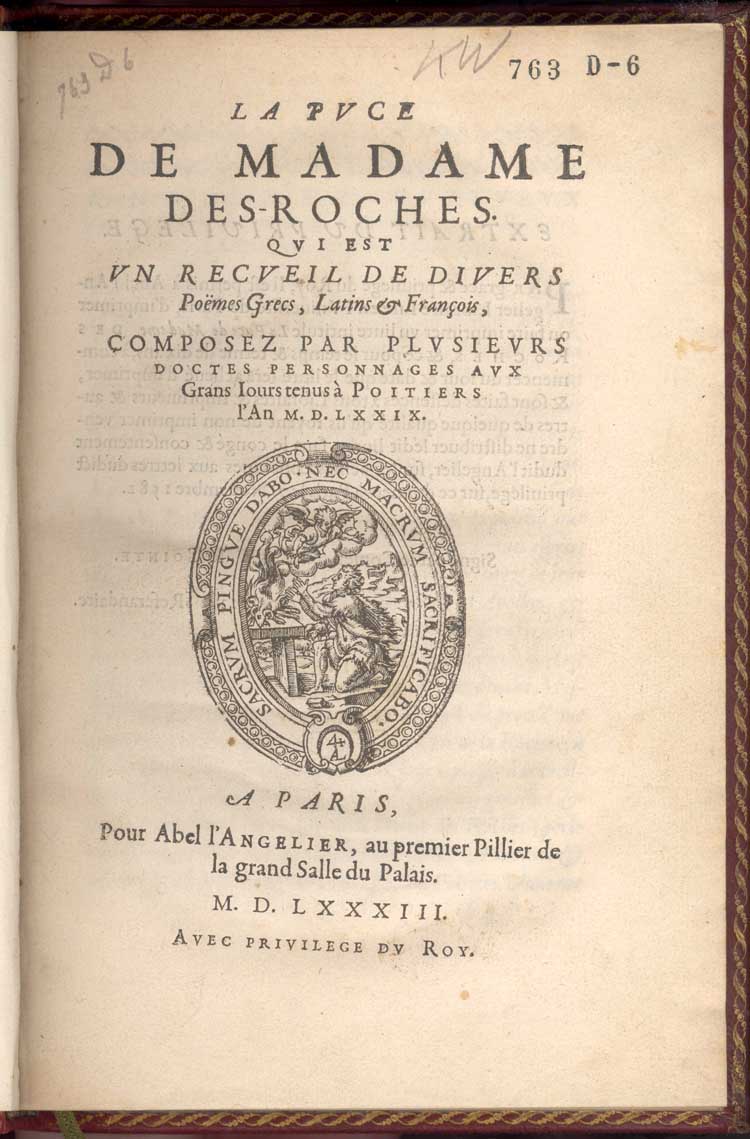 763 D 6
KW
763 D-6
LA PVCE
DE MADAME
DES-ROCHES.
QVI EST
VN RECVEIL DE DIVERS
Poëmes Grecs, Latins & François,
COMPOSEZ PAR PLVSIEVRS
DOCTES PERSONNAGES AVX
Grans Iours tenus à POITIERS
l'An M. D. LXXIX.
SACRVM PINGVE DABO · NEC MACRVM SACRIFICABO.
A PARIS,
Pour Abel l'ANGELIER, au premier Pillier de
la grand Salle du Palais.
M. D. LXXXIII.
AVEC PRIVILEGE DV ROY.